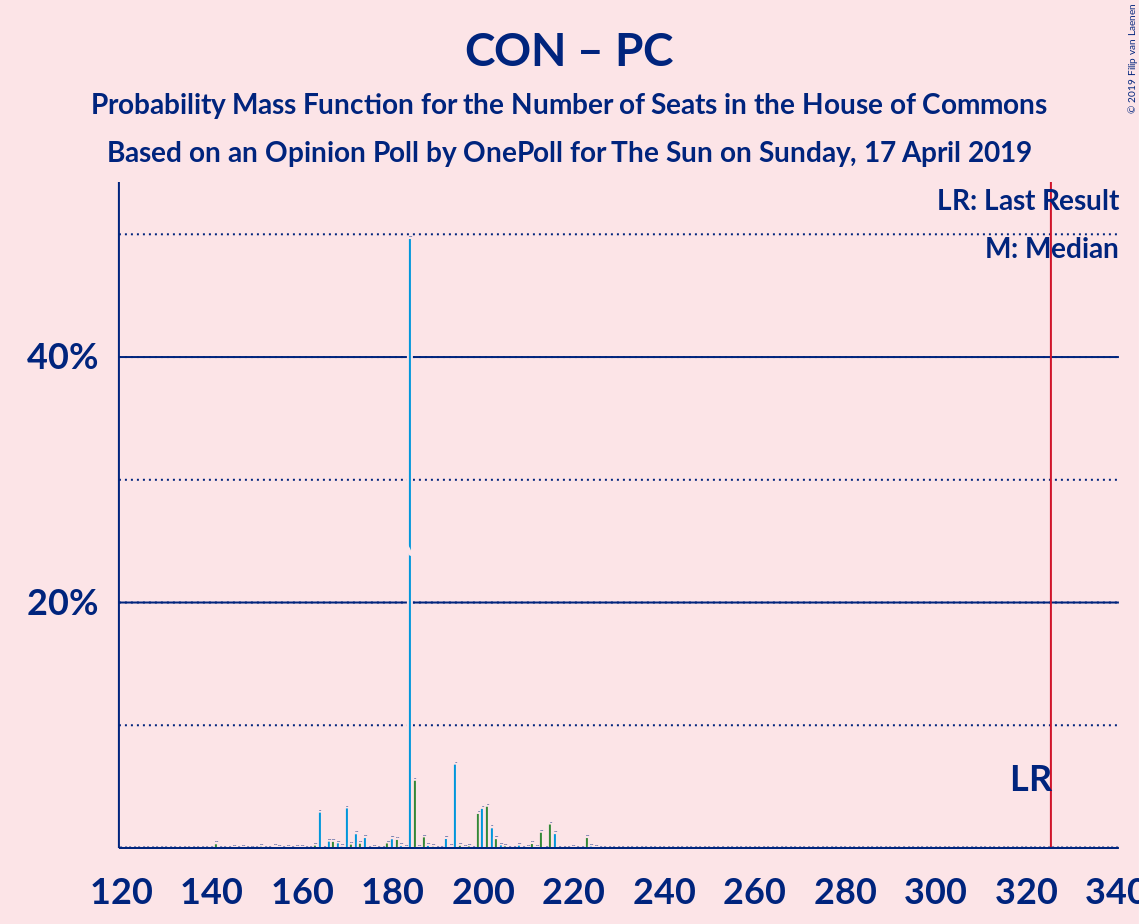 CON – PC
Probability Mass Function for the Number of Seats in the House of Commons
Based on an Opinion Poll by OnePoll for The Sun on Sunday, 17 April 2019
© 2019 Filip van Laenen
LR: Last Result
M: Median
40%
20%
LR
120 140 160 180 200 220 240 260 280 300 320 340